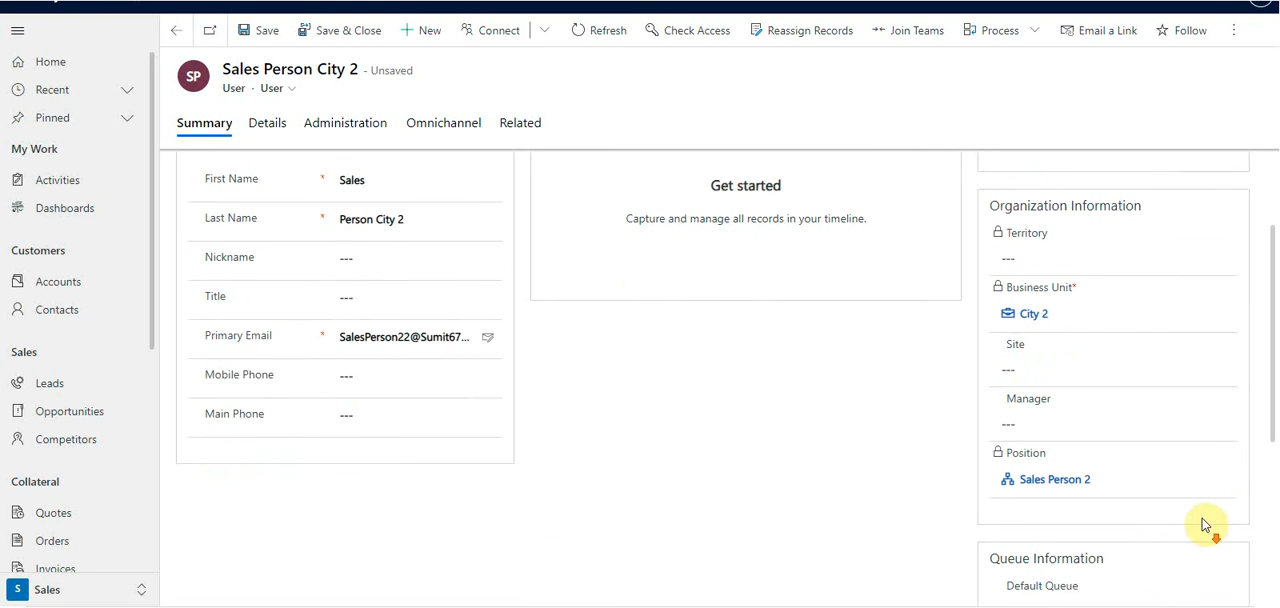 Save
Save & Close
New
Connect
Refresh
Check Access
Reassign Records
Join Teams
Process
Email a Link
Follow
Home
Recent
Pinned
My Work
Activities
Dashboards
Customers
Accounts
Contacts
Sales
Leads
Opportunities
Competitors
Collateral
Quotes
Orders
Invoices
S Sales
SP
Sales Person City 2 - Unsaved
User · User
Summary Details Administration Omnichannel Related
First Name * Sales
Last Name * Person City 2
Nickname ---
Title ---
Primary Email * SalesPerson22@Sumit67...
Mobile Phone ---
Main Phone ---
Get started
Capture and manage all records in your timeline.
Organization Information
Territory
---
Business Unit*
City 2
Site
---
Manager
---
Position
Sales Person 2
Queue Information
Default Queue